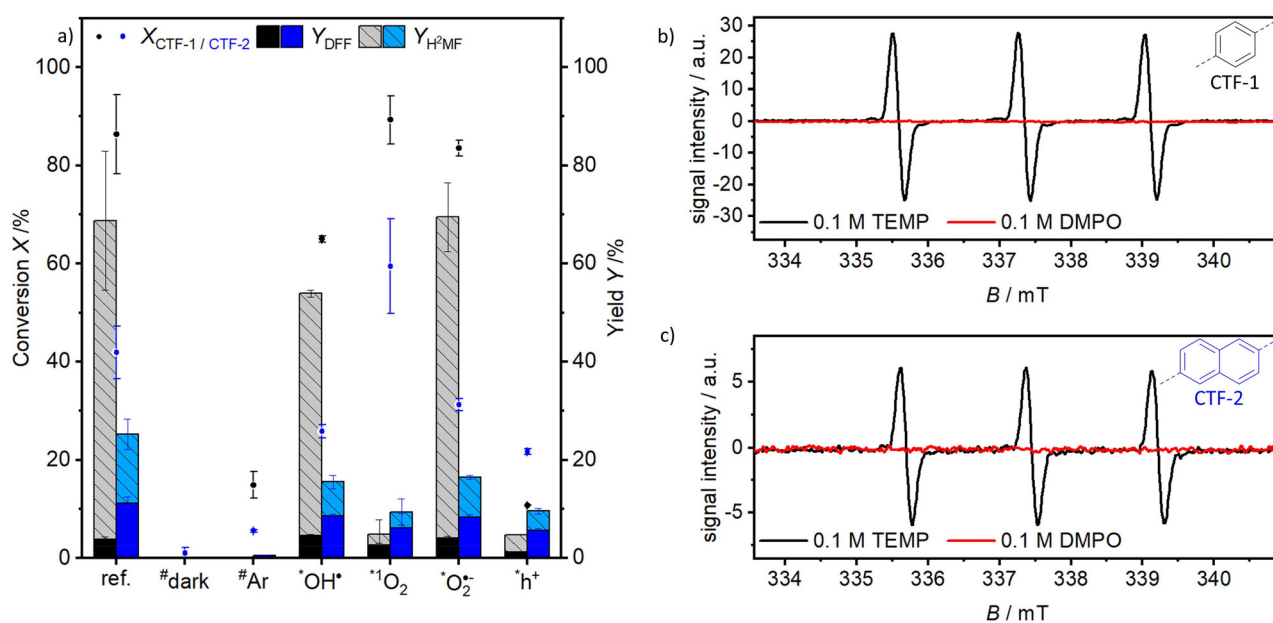 a)
X CTF-1 / CTF-2 Y DFF Y H²MF
100
80
60
40
20
0
Conversion X /%
100
80
60
40
20
0
Yield Y /%
ref. #dark #Ar *OH• *¹O₂ *O₂•⁻ *h⁺
b)
30
20
10
0
-10
-20
-30
signal intensity / a.u.
CTF-1
0.1 M TEMP 0.1 M DMPO
334 335 336 337 338 339 340
B / mT
c)
5
0
-5
signal intensity / a.u.
CTF-2
0.1 M TEMP 0.1 M DMPO
334 335 336 337 338 339 340
B / mT